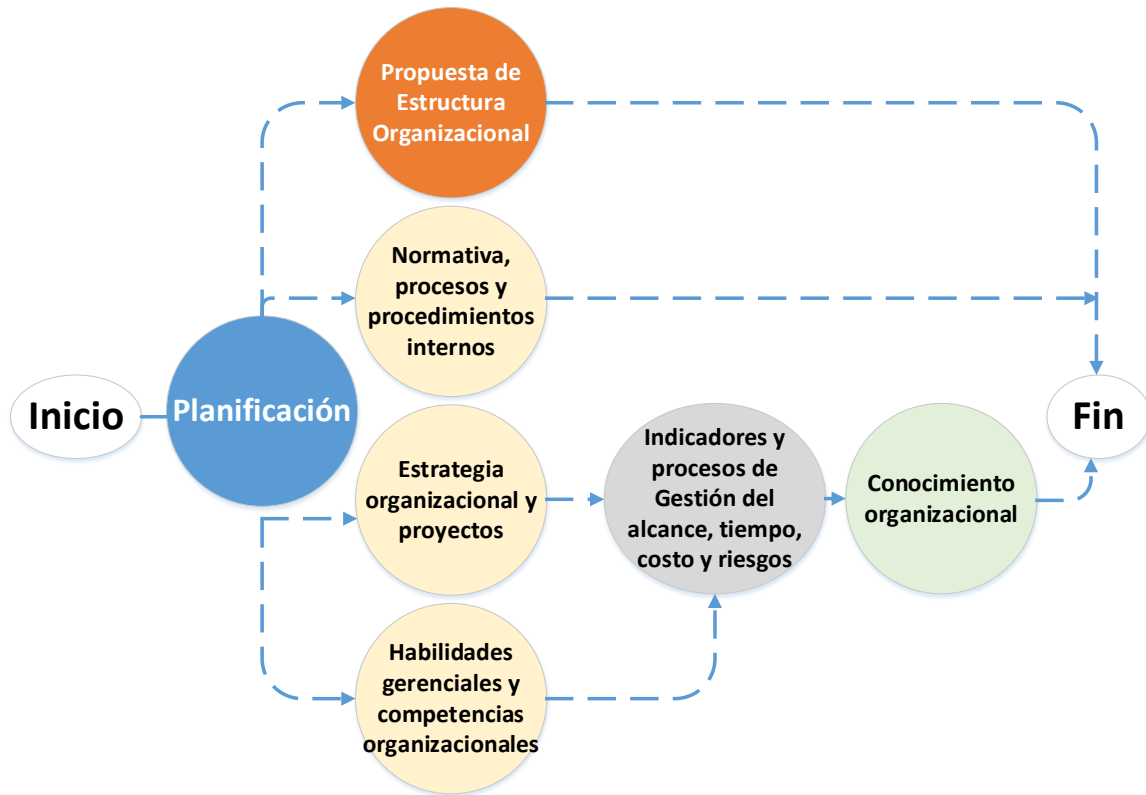 Propuesta de
Estructura
Organizacional
Normativa,
procesos y
procedimientos
internos
Inicio
Planificación
Estrategia
organizacional y
proyectos
Indicadores y
procesos de
Gestión del
alcance, tiempo,
costo y riesgos
Conocimiento
organizacional
Fin
Habilidades
gerenciales y
competencias
organizacionales